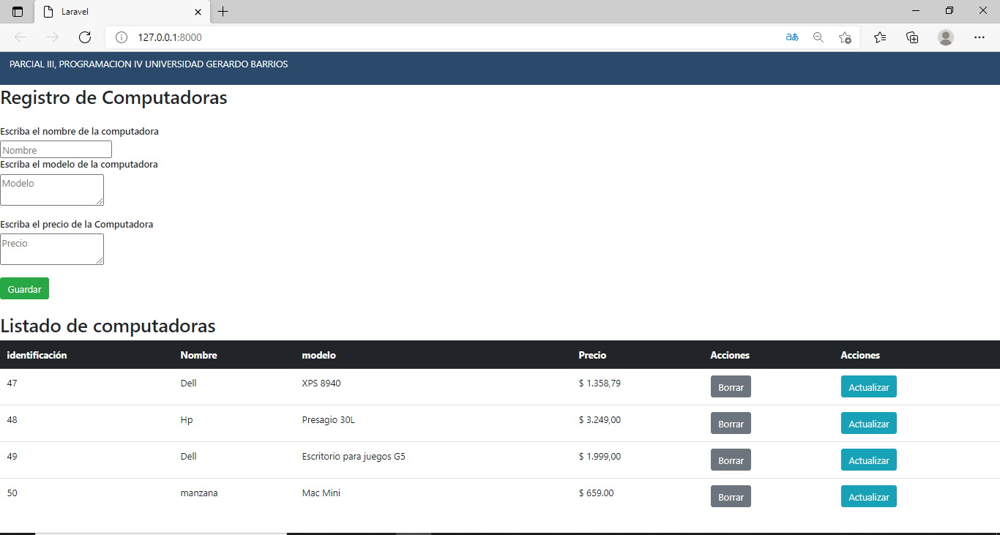 Laravel
127.0.0.1:8000
PARCIAL III, PROGRAMACION IV UNIVERSIDAD GERARDO BARRIOS
Registro de Computadoras
Escriba el nombre de la computadora
Nombre
Escriba el modelo de la computadora
Modelo
Escriba el precio de la Computadora
Precio
Guardar
Listado de computadoras
identificación Nombre modelo Precio Acciones Acciones
47 Dell XPS 8940 $ 1.358,79 Borrar Actualizar
48 Hp Presagio 30L $ 3.249,00 Borrar Actualizar
49 Dell Escritorio para juegos G5 $ 1.999,00 Borrar Actualizar
50 manzana Mac Mini $ 659.00 Borrar Actualizar